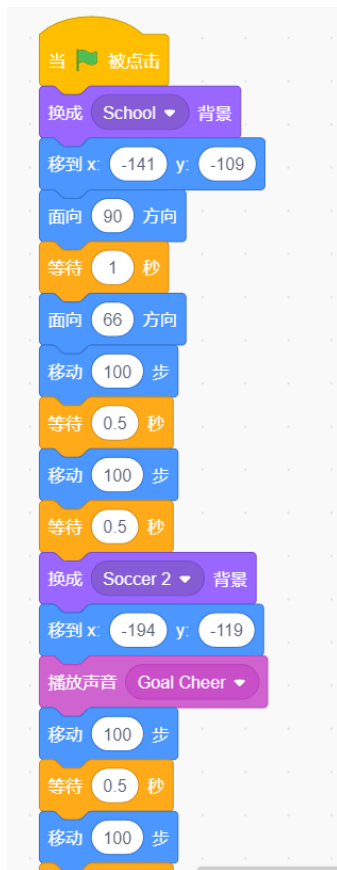 当 被点击
换成 School 背景
移到 x: -141 y: -109
面向 90 方向
等待 1 秒
面向 66 方向
移动 100 步
等待 0.5 秒
移动 100 步
等待 0.5 秒
换成 Soccer 2 背景
移到 x: -194 y: -119
播放声音 Goal Cheer
移动 100 步
等待 0.5 秒
移动 100 步